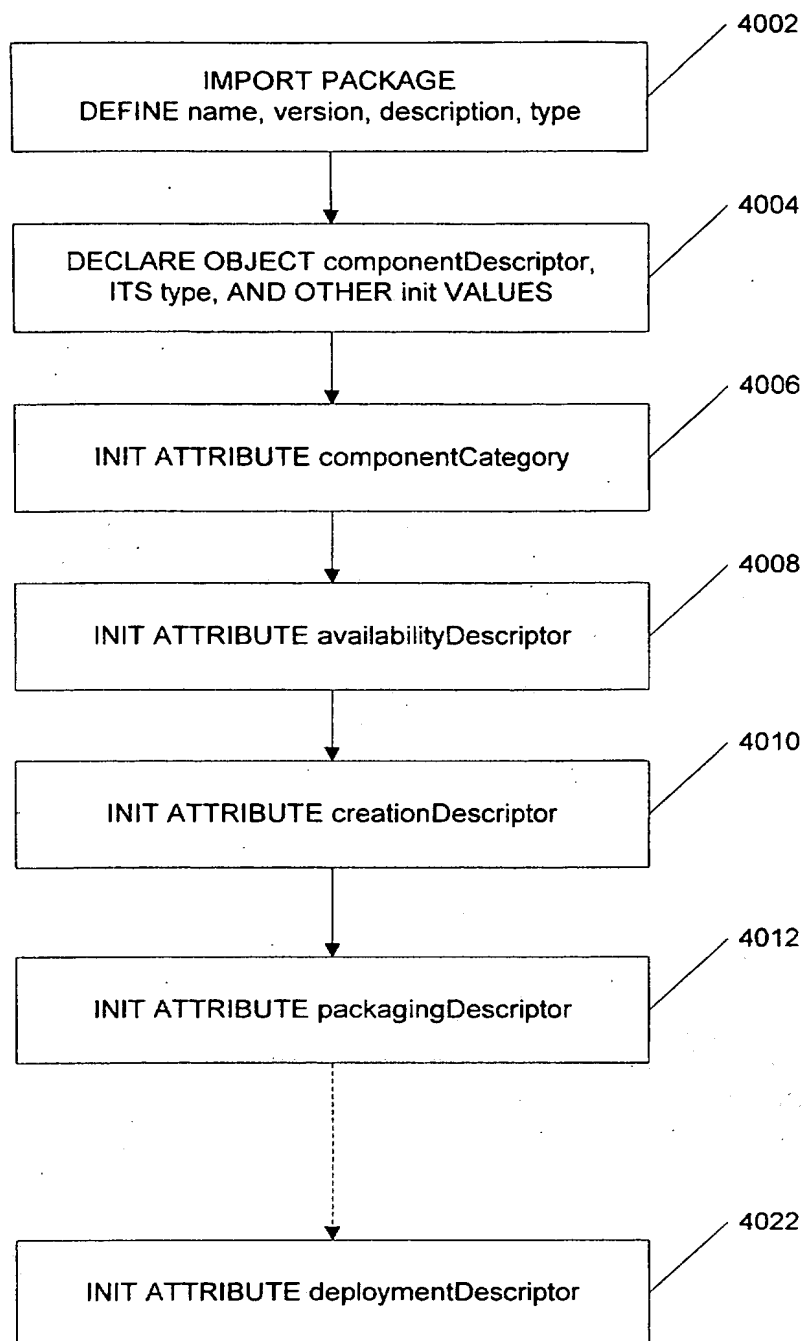 4002
IMPORT PACKAGE
DEFINE name, version, description, type
4004
DECLARE OBJECT componentDescriptor,
ITS type, AND OTHER init VALUES
4006
INIT ATTRIBUTE componentCategory
4008
INIT ATTRIBUTE availabilityDescriptor
4010
INIT ATTRIBUTE creationDescriptor
4012
INIT ATTRIBUTE packagingDescriptor
4022
INIT ATTRIBUTE deploymentDescriptor